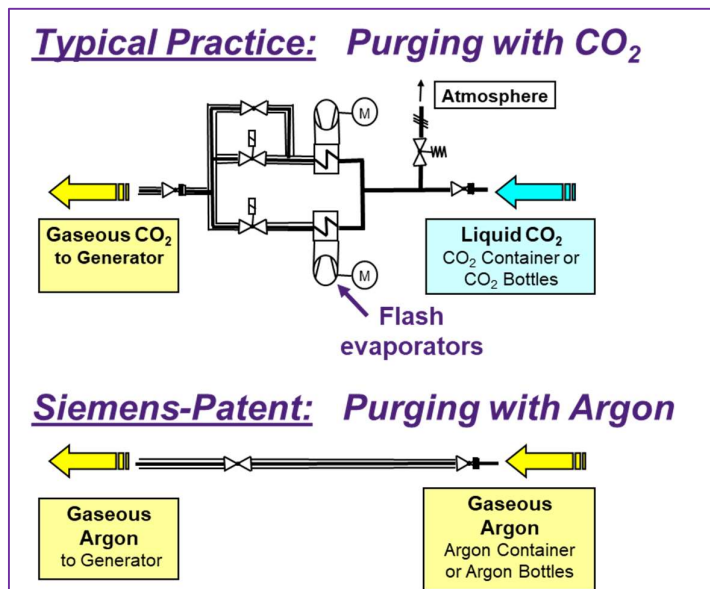 Typical Practice: Purging with CO₂
Atmosphere
M
Gaseous CO₂
to Generator
Liquid CO₂
CO₂ Container or
CO₂ Bottles
M
Flash
evaporators
Siemens-Patent: Purging with Argon
Gaseous
Argon
to Generator
Gaseous
Argon
Argon Container
or Argon Bottles